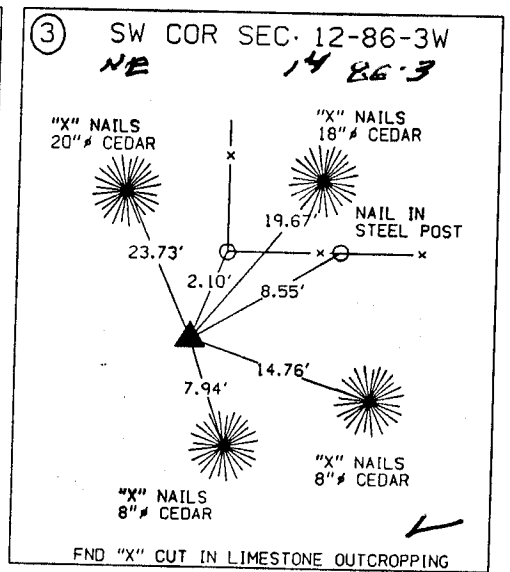 3 SW COR SEC. 12-86-3W
NE 14 86-3
"X" NAILS
20"ø CEDAR
"X" NAILS
18"ø CEDAR
NAIL IN
STEEL POST
19.67'
23.73'
2.10'
8.55'
14.76'
7.94'
"X" NAILS
8"ø CEDAR
"X" NAILS
8"ø CEDAR
FND "X" CUT IN LIMESTONE OUTCROPPING